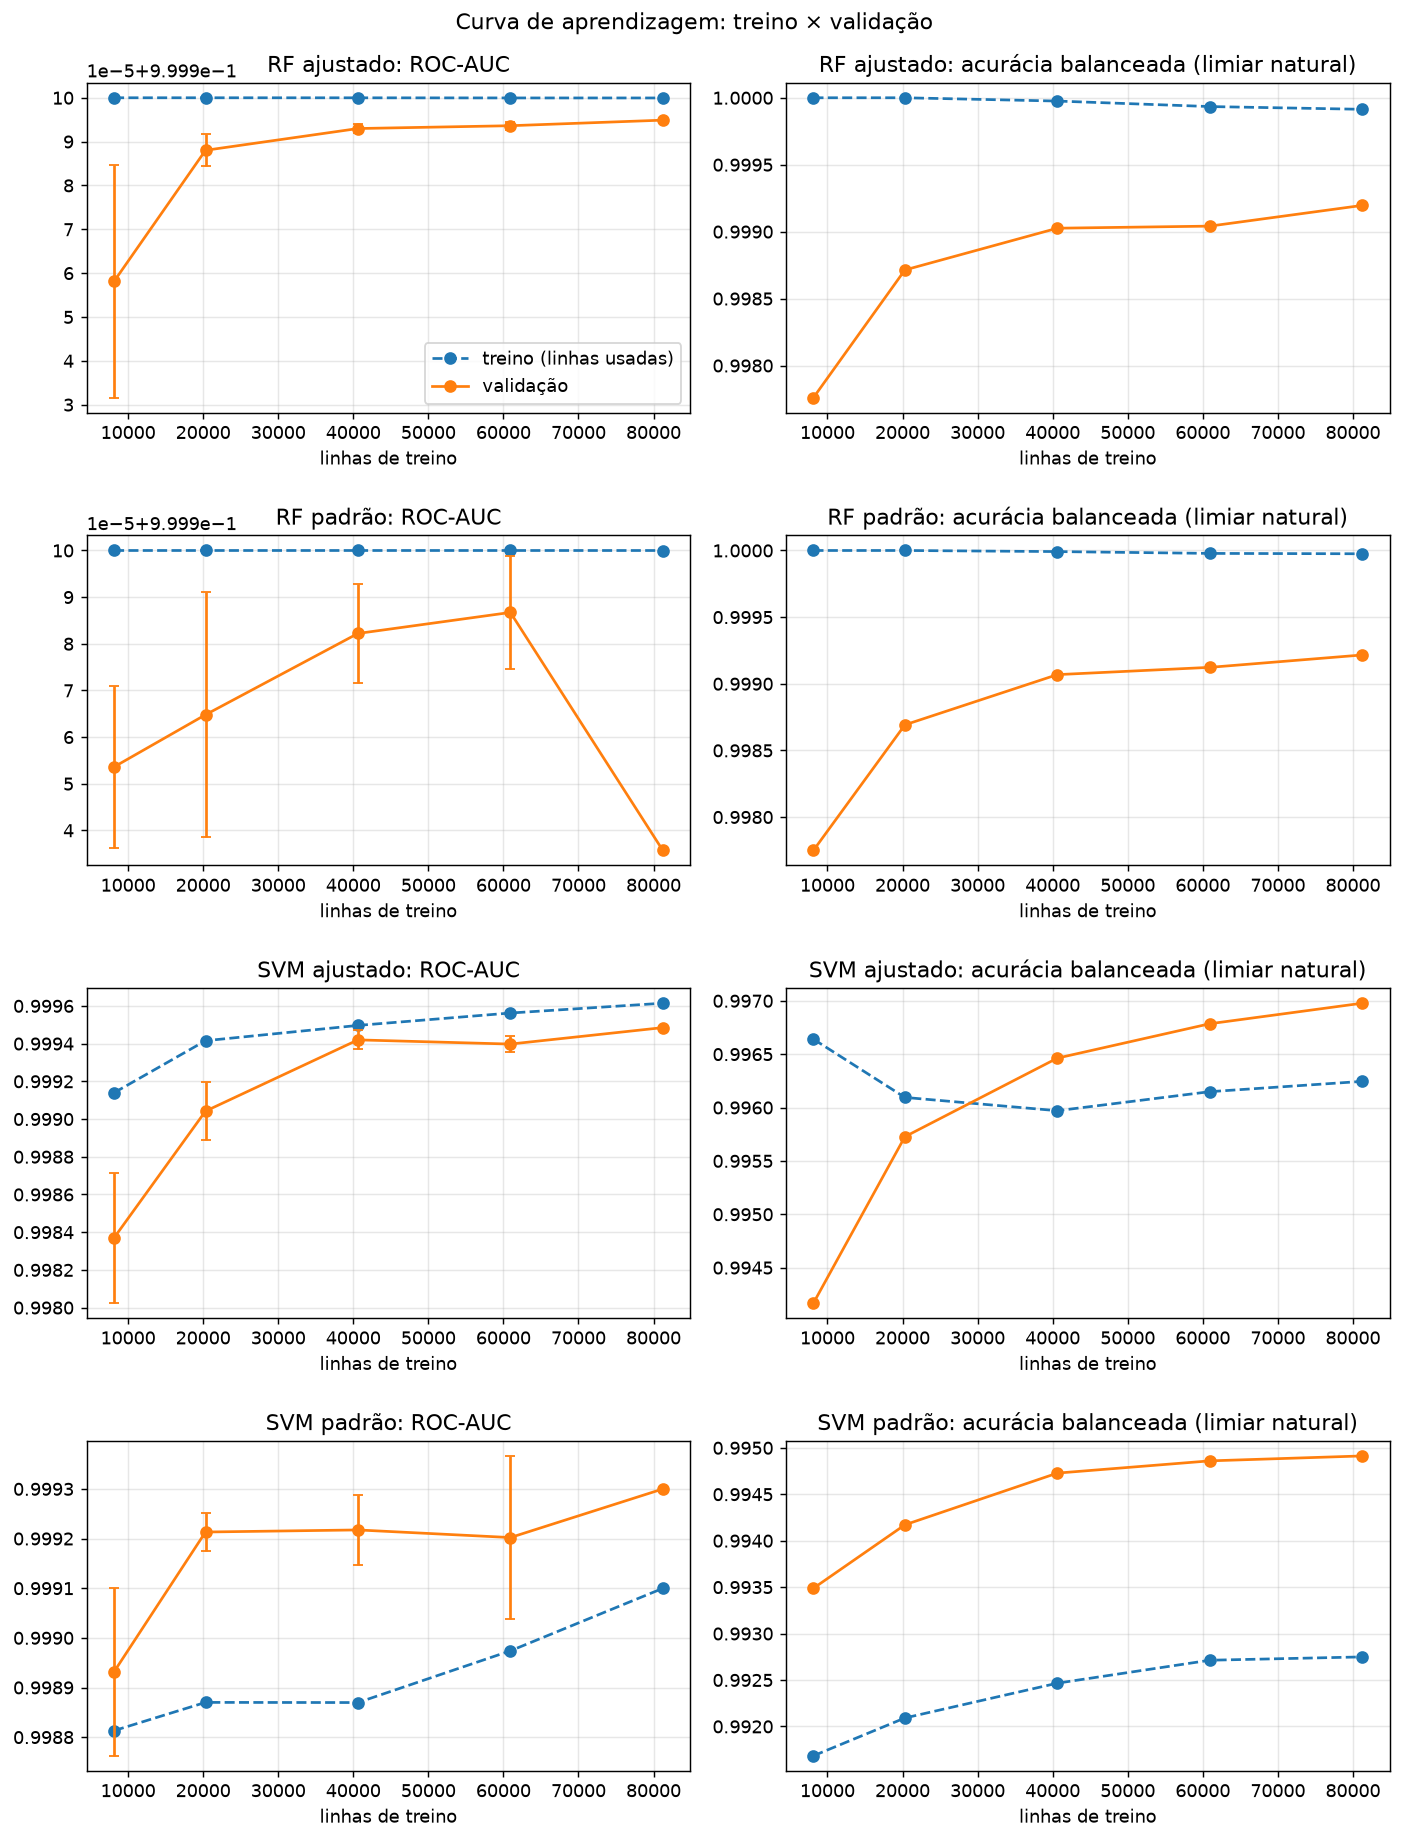 Curva de aprendizagem: treino × validação
1e−5+9.999e−1
RF ajustado: ROC-AUC
10
9
8
7
6
5
4
3
treino (linhas usadas)
validação
10000 20000 30000 40000 50000 60000 70000 80000
linhas de treino
RF ajustado: acurácia balanceada (limiar natural)
1.0000
0.9995
0.9990
0.9985
0.9980
10000 20000 30000 40000 50000 60000 70000 80000
linhas de treino
1e−5+9.999e−1
RF padrão: ROC-AUC
10
9
8
7
6
5
4
10000 20000 30000 40000 50000 60000 70000 80000
linhas de treino
RF padrão: acurácia balanceada (limiar natural)
1.0000
0.9995
0.9990
0.9985
0.9980
10000 20000 30000 40000 50000 60000 70000 80000
linhas de treino
SVM ajustado: ROC-AUC
0.9996
0.9994
0.9992
0.9990
0.9988
0.9986
0.9984
0.9982
0.9980
10000 20000 30000 40000 50000 60000 70000 80000
linhas de treino
SVM ajustado: acurácia balanceada (limiar natural)
0.9970
0.9965
0.9960
0.9955
0.9950
0.9945
10000 20000 30000 40000 50000 60000 70000 80000
linhas de treino
SVM padrão: ROC-AUC
0.99993
0.99992
0.99991
0.99990
0.99989
0.99988
10000 20000 30000 40000 50000 60000 70000 80000
linhas de treino
SVM padrão: acurácia balanceada (limiar natural)
0.9950
0.9945
0.9940
0.9935
0.9930
0.9925
0.9920
10000 20000 30000 40000 50000 60000 70000 80000
linhas de treino